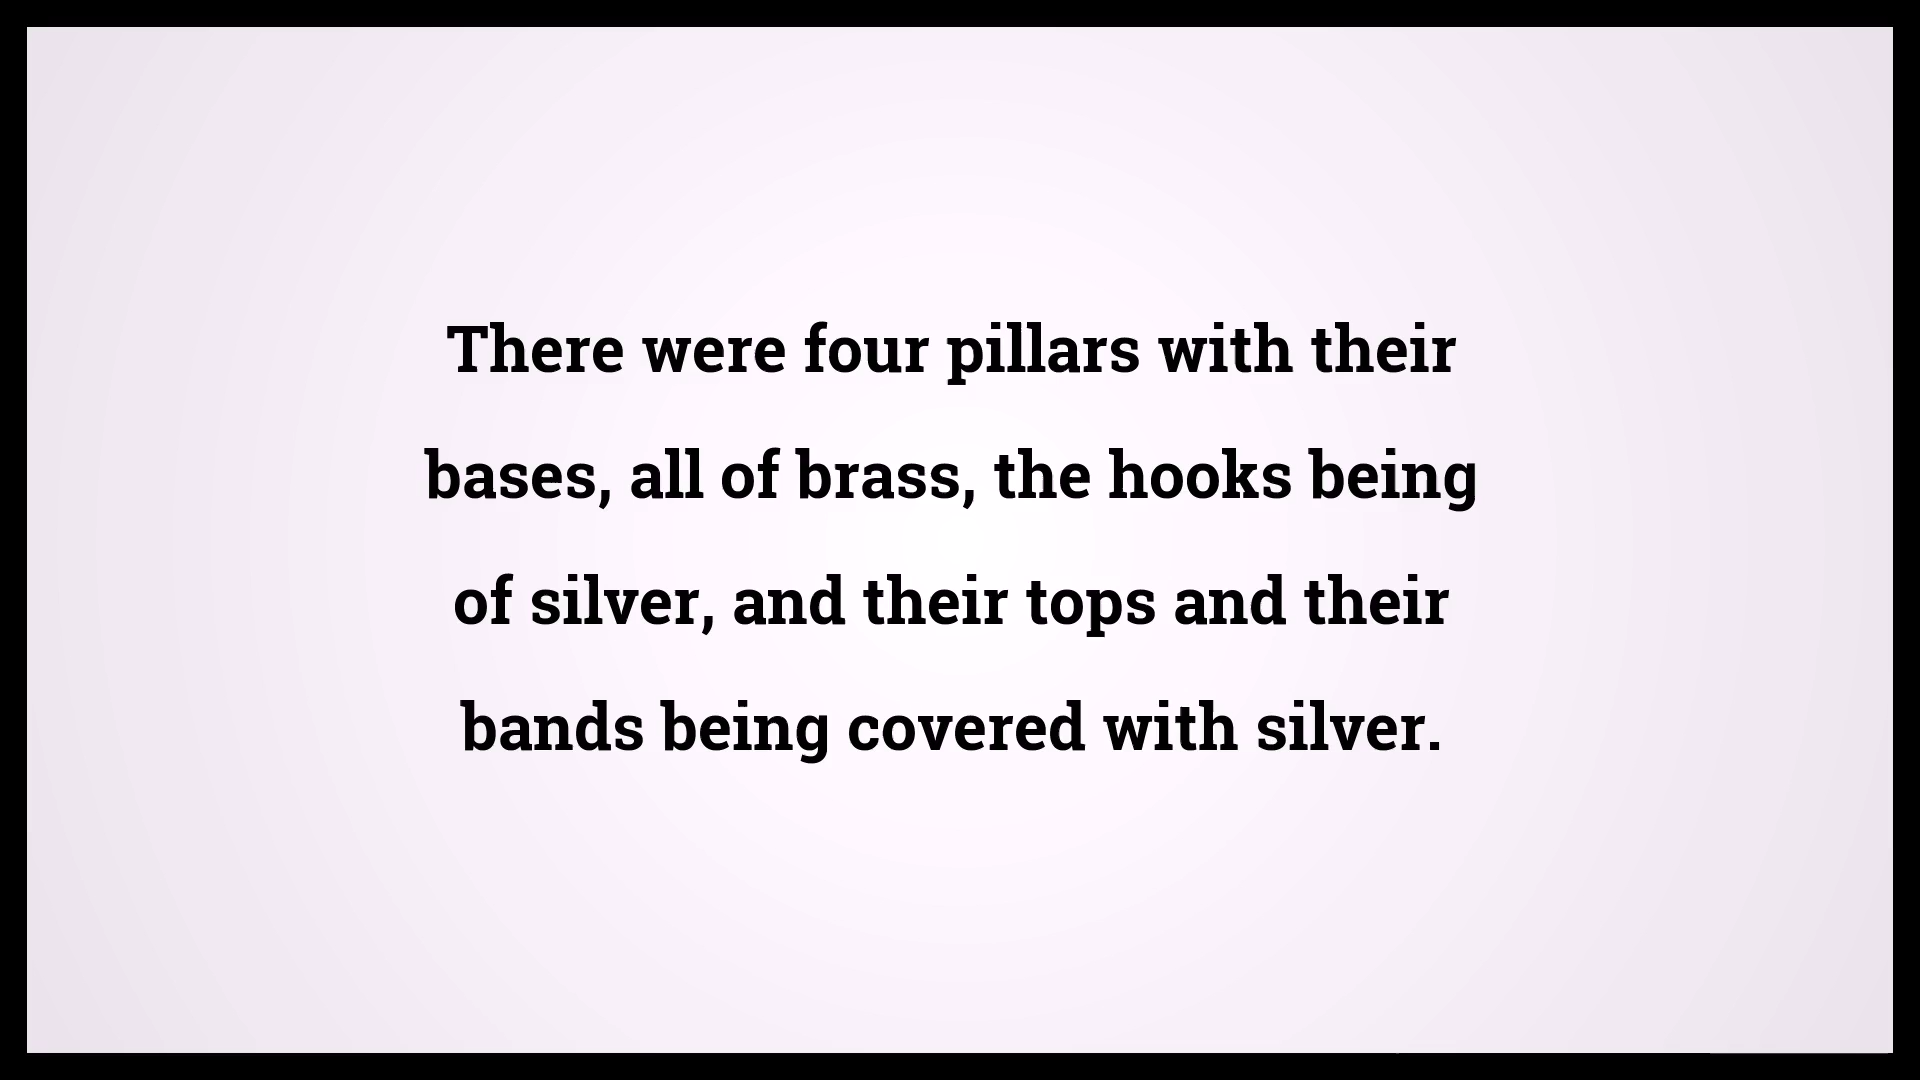 There were four pillars with their
bases, all of brass, the hooks being
of silver, and their tops and their
bands being covered with silver.